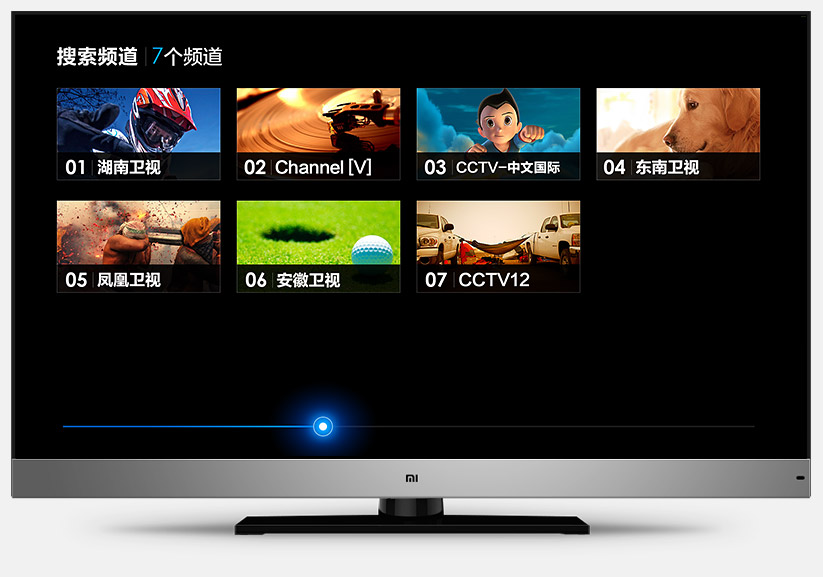 搜索频道 7个频道
01 湖南卫视
02 Channel [V]
03 CCTV-中文国际
04 东南卫视
05 凤凰卫视
06 安徽卫视
07 CCTV12
mi